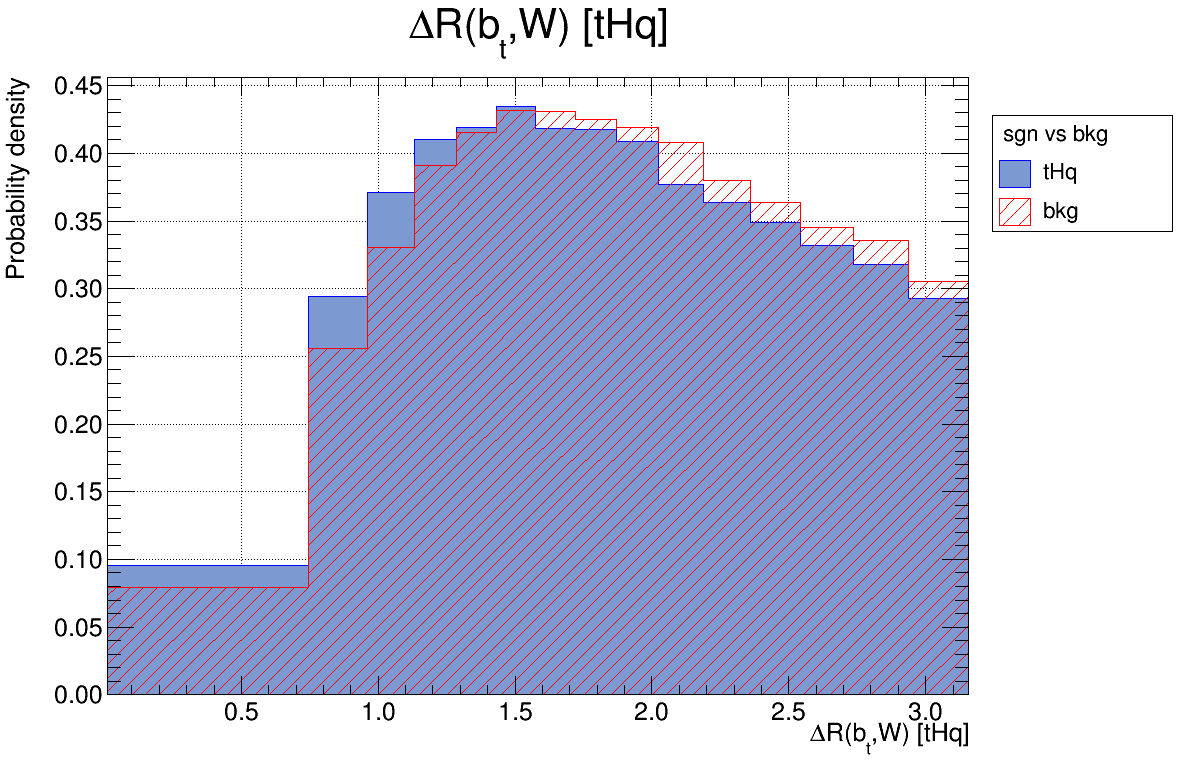 ΔR(b_t,W) [tHq]
Probability density
0.45
0.40
0.35
0.30
0.25
0.20
0.15
0.10
0.05
0.00
0.5 1.0 1.5 2.0 2.5 3.0
ΔR(b_t,W) [tHq]
sgn vs bkg
tHq
bkg